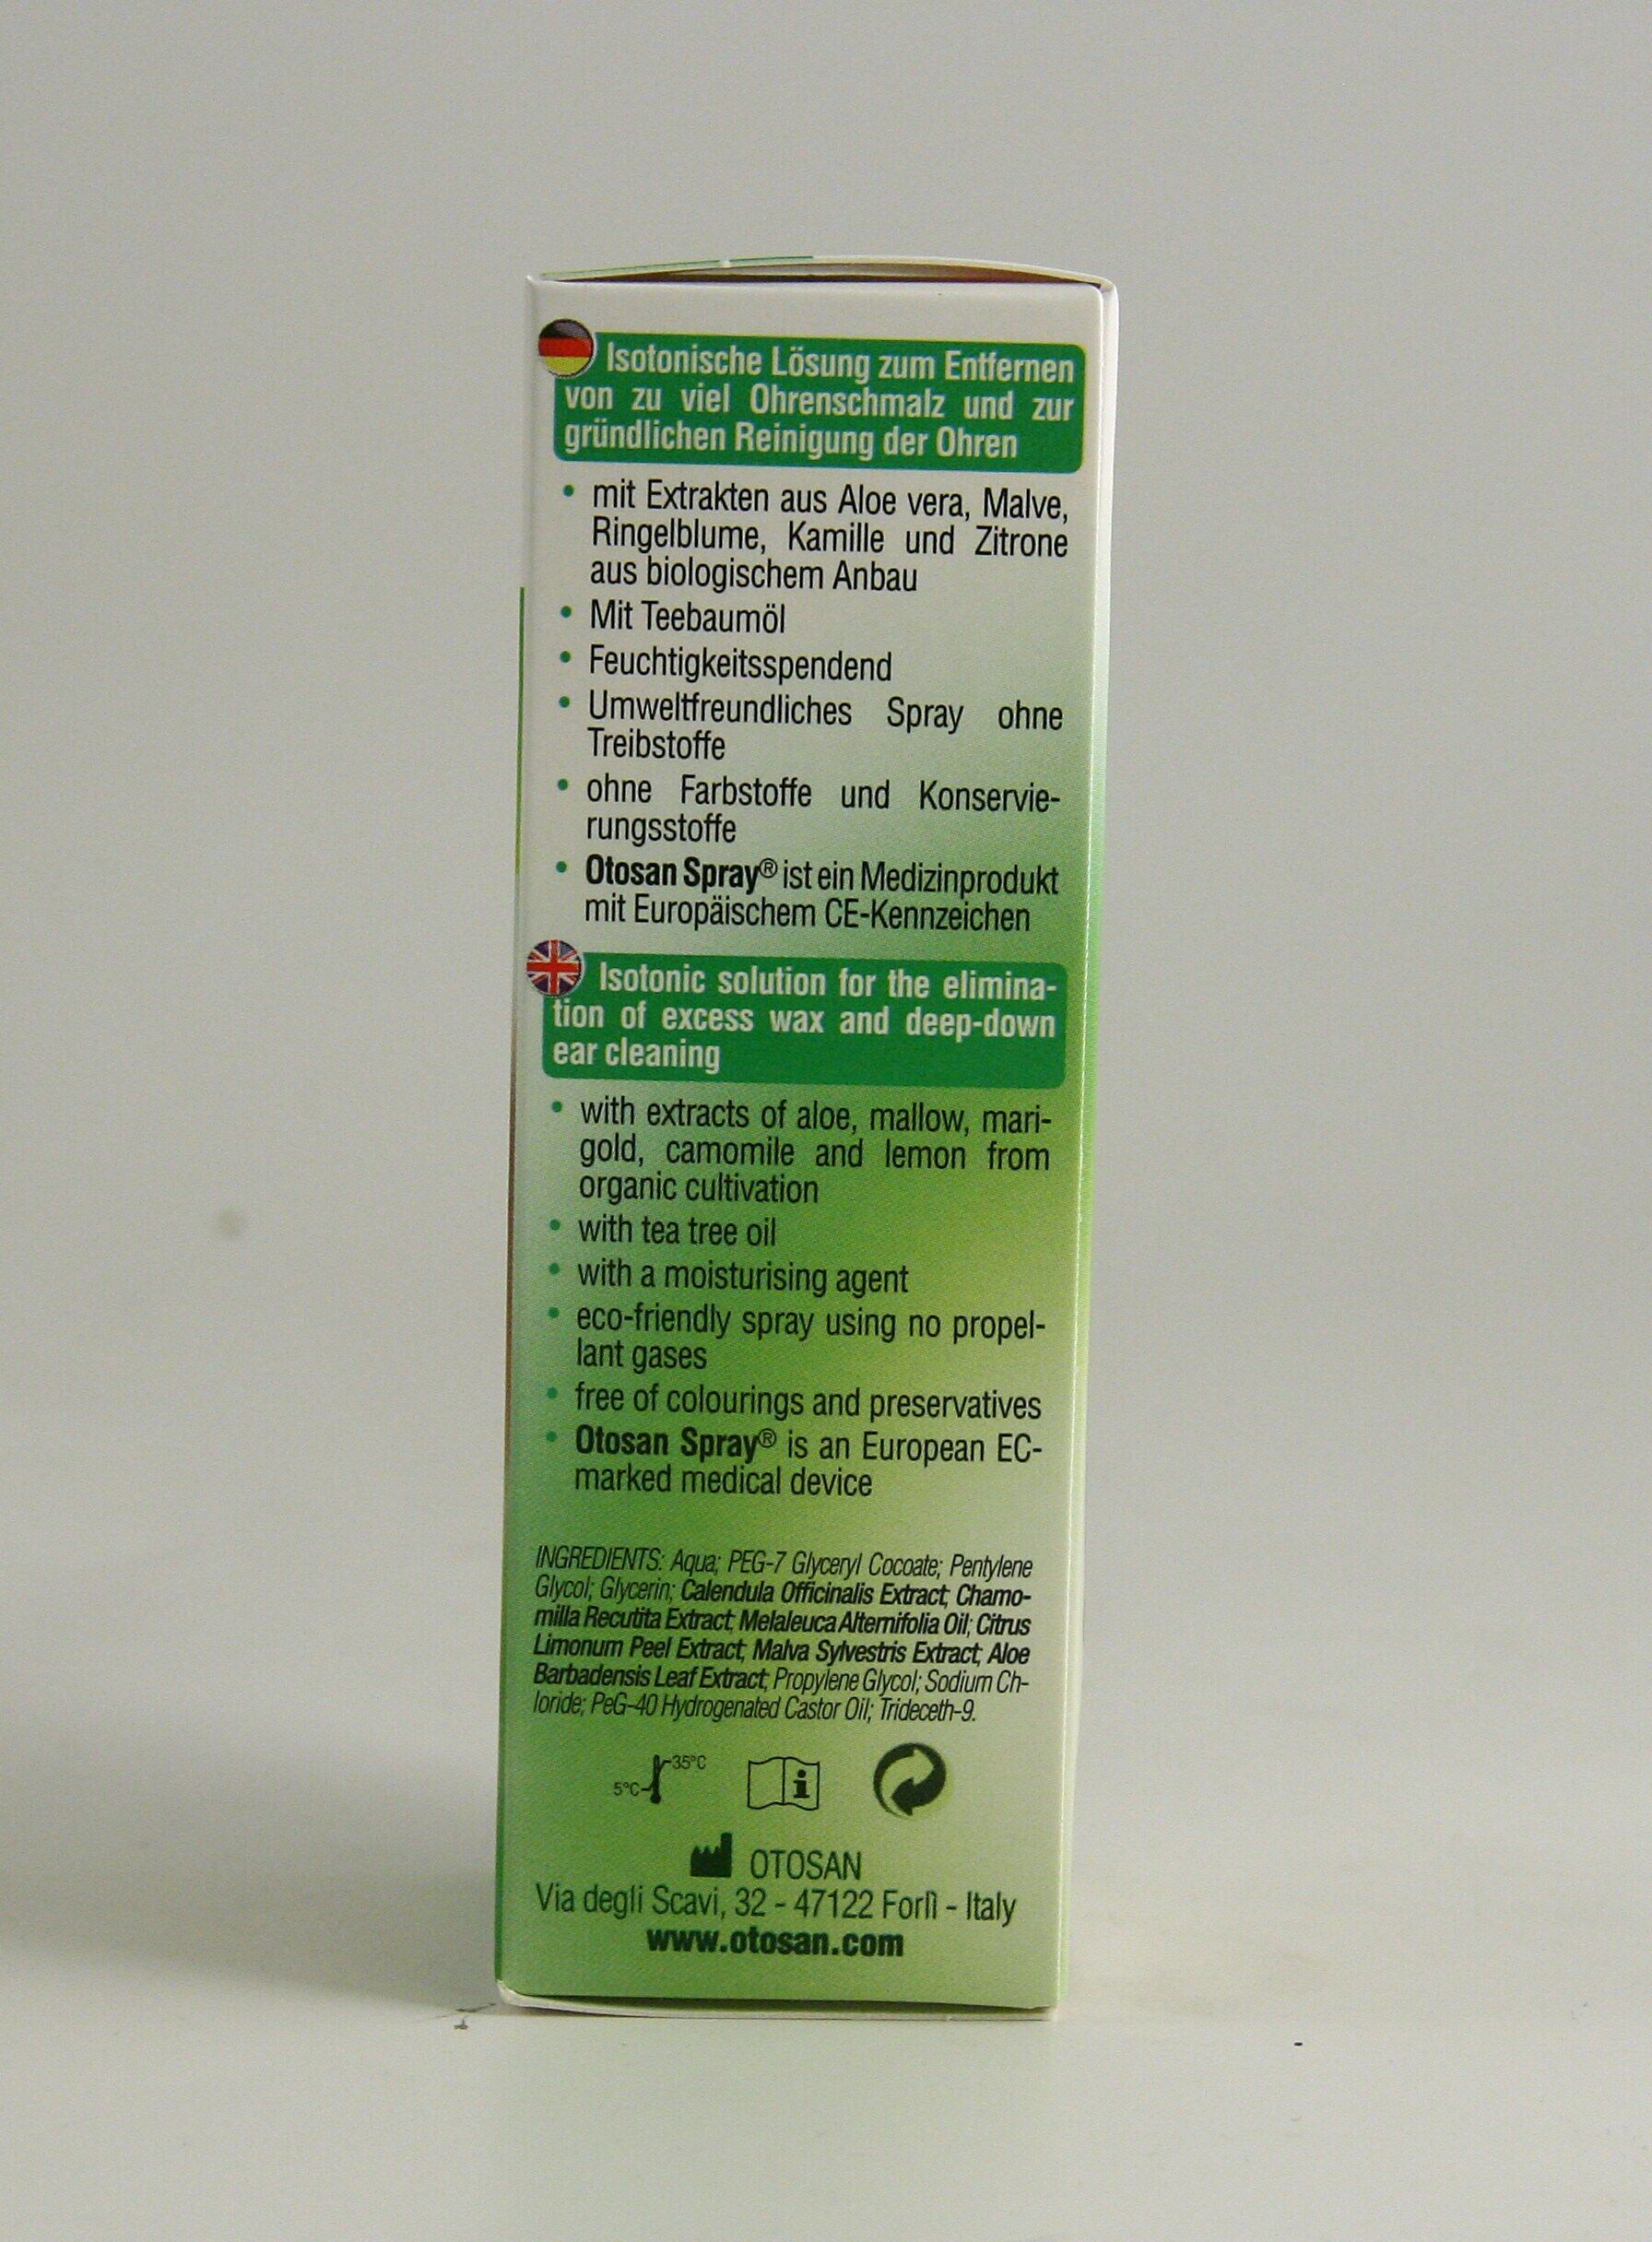 Isotonische Lösung zum Entfernen
von zu viel Ohrenschmalz und zur
gründlichen Reinigung der Ohren
• mit Extrakten aus Aloe vera, Malve,
Ringelblume, Kamille und Zitrone
aus biologischem Anbau
• Mit Teebaumöl
• Feuchtigkeitsspendend
• Umweltfreundliches Spray ohne
Treibstoffe
• ohne Farbstoffe und Konservie-
rungsstoffe
• Otosan Spray® ist ein Medizinprodukt
mit Europäischem CE-Kennzeichen
Isotonic solution for the elimina-
tion of excess wax and deep-down
ear cleaning
• with extracts of aloe, mallow, mari-
gold, camomile and lemon from
organic cultivation
• with tea tree oil
• with a moisturising agent
• eco-friendly spray using no propel-
lant gases
• free of colourings and preservatives
• Otosan Spray® is an European EC-
marked medical device
INGREDIENTS: Aqua; PEG-7 Glyceryl Cocoate; Pentylene
Glycol; Glycerin; Calendula Officinalis Extract; Chamo-
milla Recutita Extract; Melaleuca Alternifolia Oil; Citrus
Limonum Peel Extract; Malva Sylvestris Extract; Aloe
Barbadensis Leaf Extract; Propylene Glycol; Sodium Ch-
loride; PeG-40 Hydrogenated Castor Oil; Trideceth-9.
5°C 35°C
i
OTOSAN
Via degli Scavi, 32 - 47122 Forlì - Italy
www.otosan.com